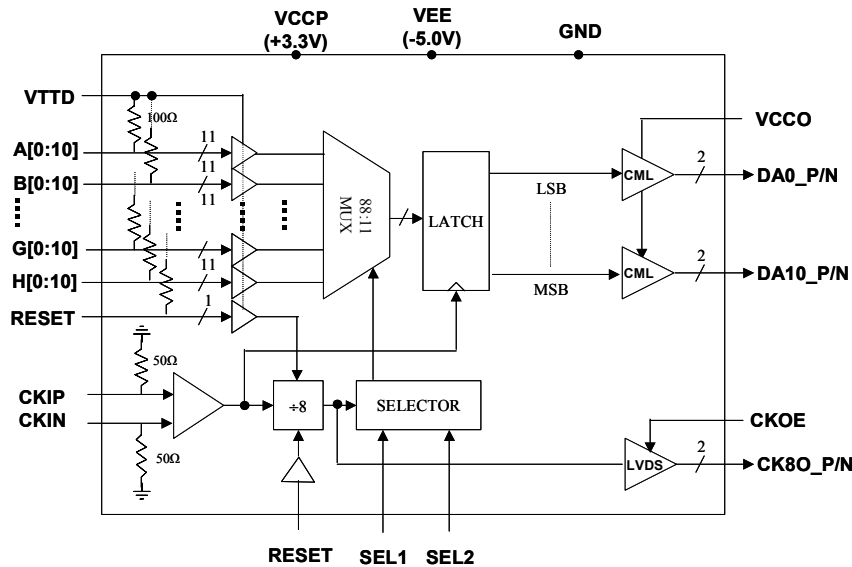 VCCP
(+3.3V)
VEE
(-5.0V)
GND
VTTD
100Ω
VCCO
A[0:10]
11
B[0:10]
11
11
88:11
MUX
LATCH
LSB
CML
2
DA0_P/N
G[0:10]
11
H[0:10]
11
MSB
CML
2
DA10_P/N
RESET
1
50Ω
CKIP
CKIN
50Ω
÷8
SELECTOR
CKOE
LVDS
2
CK8O_P/N
RESET
SEL1
SEL2